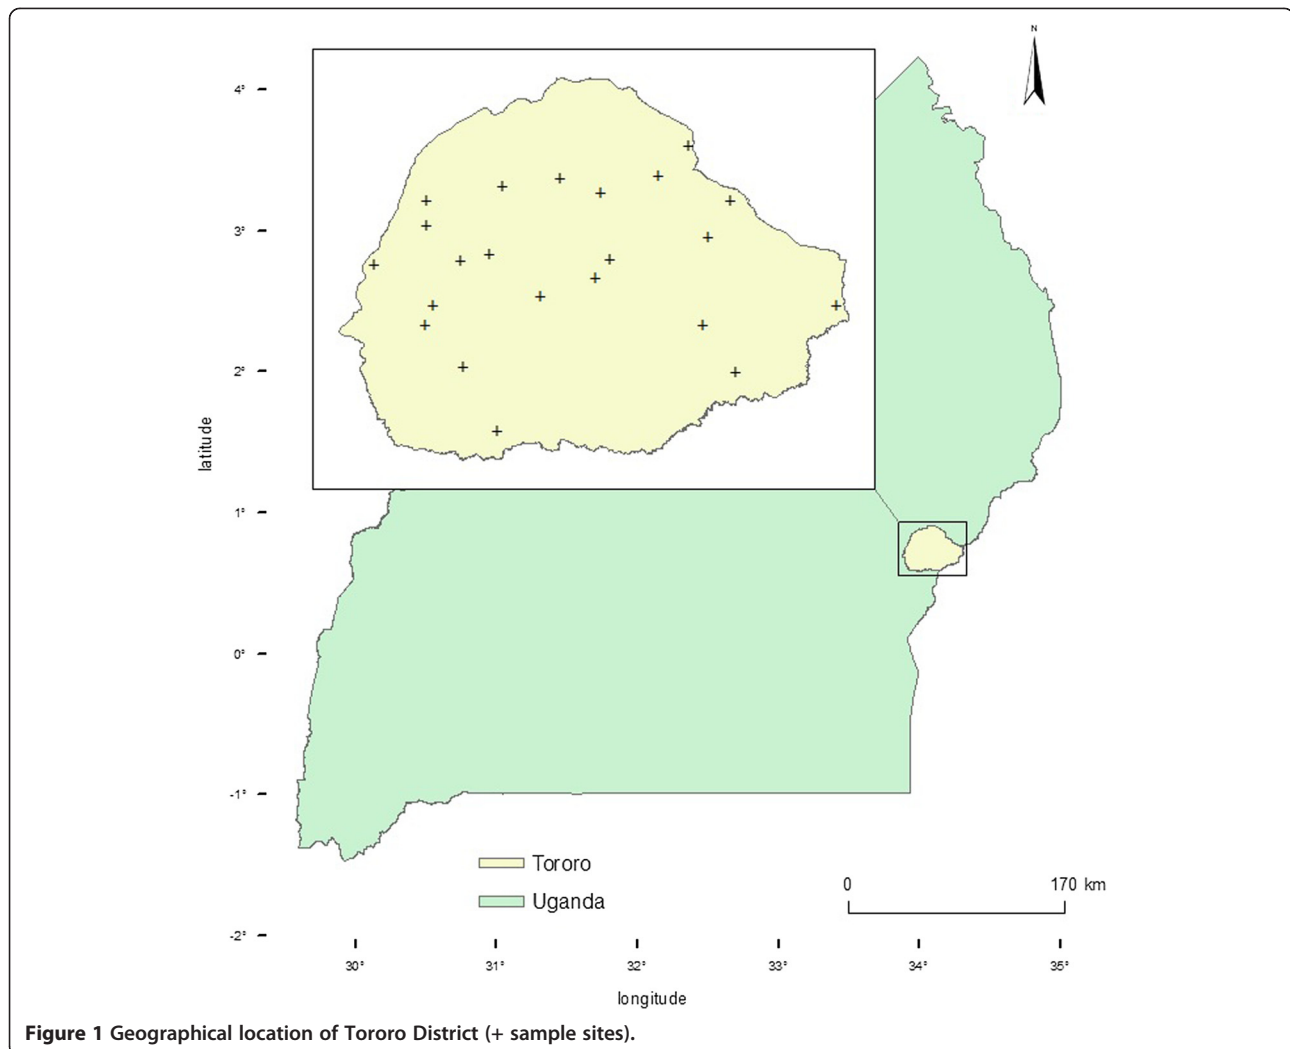 N
4°
3°
2°
latitude
1°
0°
-1°
Tororo
0 170 km
Uganda
-2°
30° 31° 32° 33° 34° 35°
longitude
Figure 1 Geographical location of Tororo District (+ sample sites).